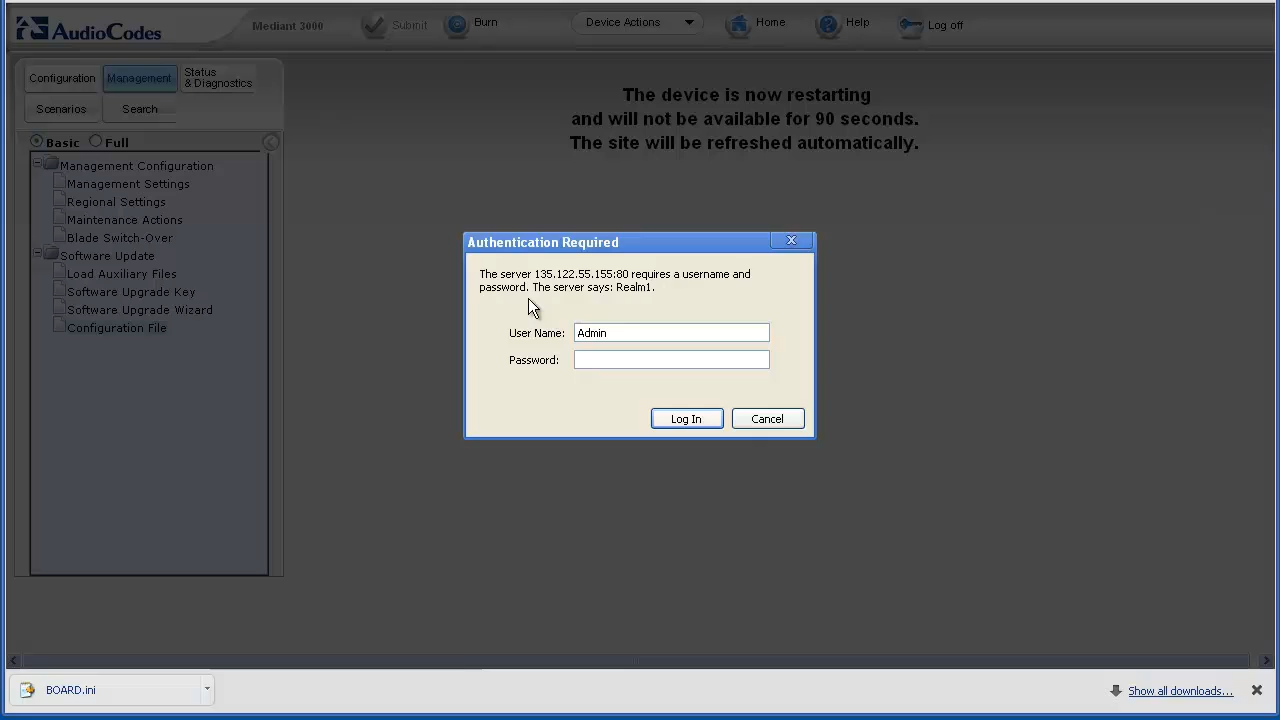 AudioCodes
Mediant 3000
Submit
Burn
Device Actions
Home
Help
Log off
Configuration
Management
Status
& Diagnostics
Scenarios
Search
Basic
Full
Management Configuration
Management Settings
Regional Settings
Maintenance Actions
Blade Switch-Over
Software Update
Load Auxiliary Files
Software Upgrade Key
Software Upgrade Wizard
Configuration File
The device is now restarting
and will not be available for 90 seconds.
The site will be refreshed automatically.
Authentication Required
The server 135.122.55.155:80 requires a username and
password. The server says: Realm1.
User Name:
Admin
Password:
Log In
Cancel
BOARD.ini
Show all downloads...